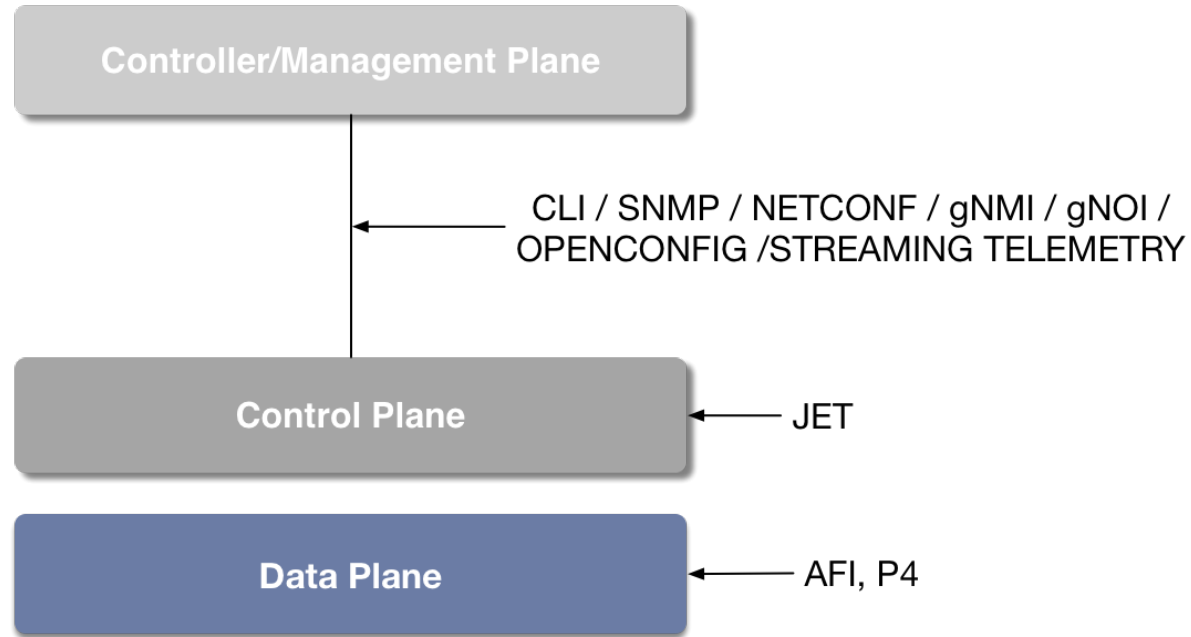 Controller/Management Plane
CLI / SNMP / NETCONF / gNMI / gNOI /
OPENCONFIG /STREAMING TELEMETRY
Control Plane
JET
Data Plane
AFI, P4